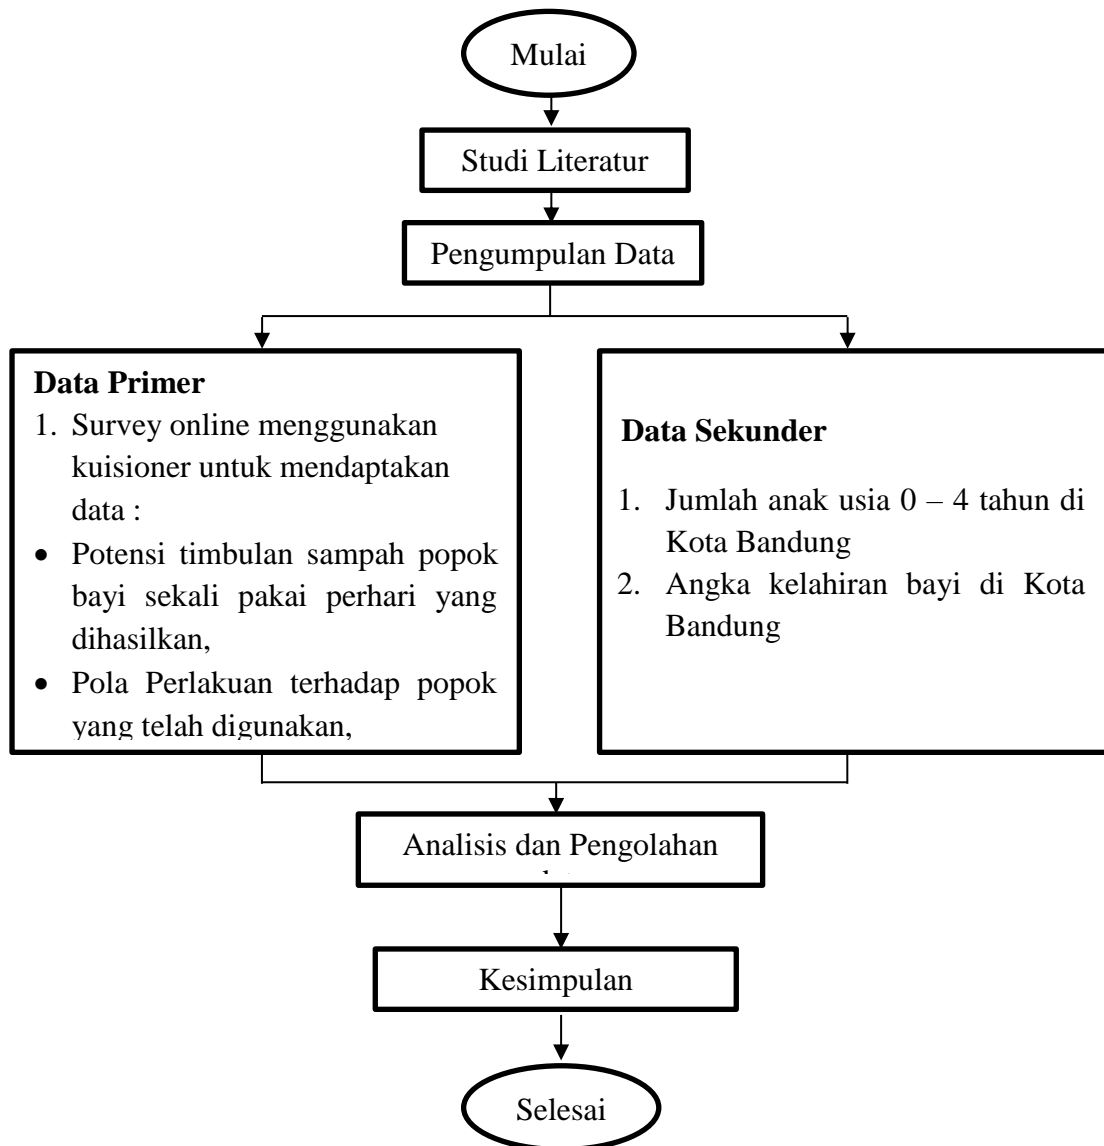 Mulai
Studi Literatur
Pengumpulan Data
Data Primer
1. Survey online menggunakan
kuisioner untuk mendaptakan
data :
• Potensi timbulan sampah popok
bayi sekali pakai perhari yang
dihasilkan,
• Pola Perlakuan terhadap popok
yang telah digunakan,
Data Sekunder
1. Jumlah anak usia 0 – 4 tahun di
Kota Bandung
2. Angka kelahiran bayi di Kota
Bandung
Analisis dan Pengolahan
Kesimpulan
Selesai